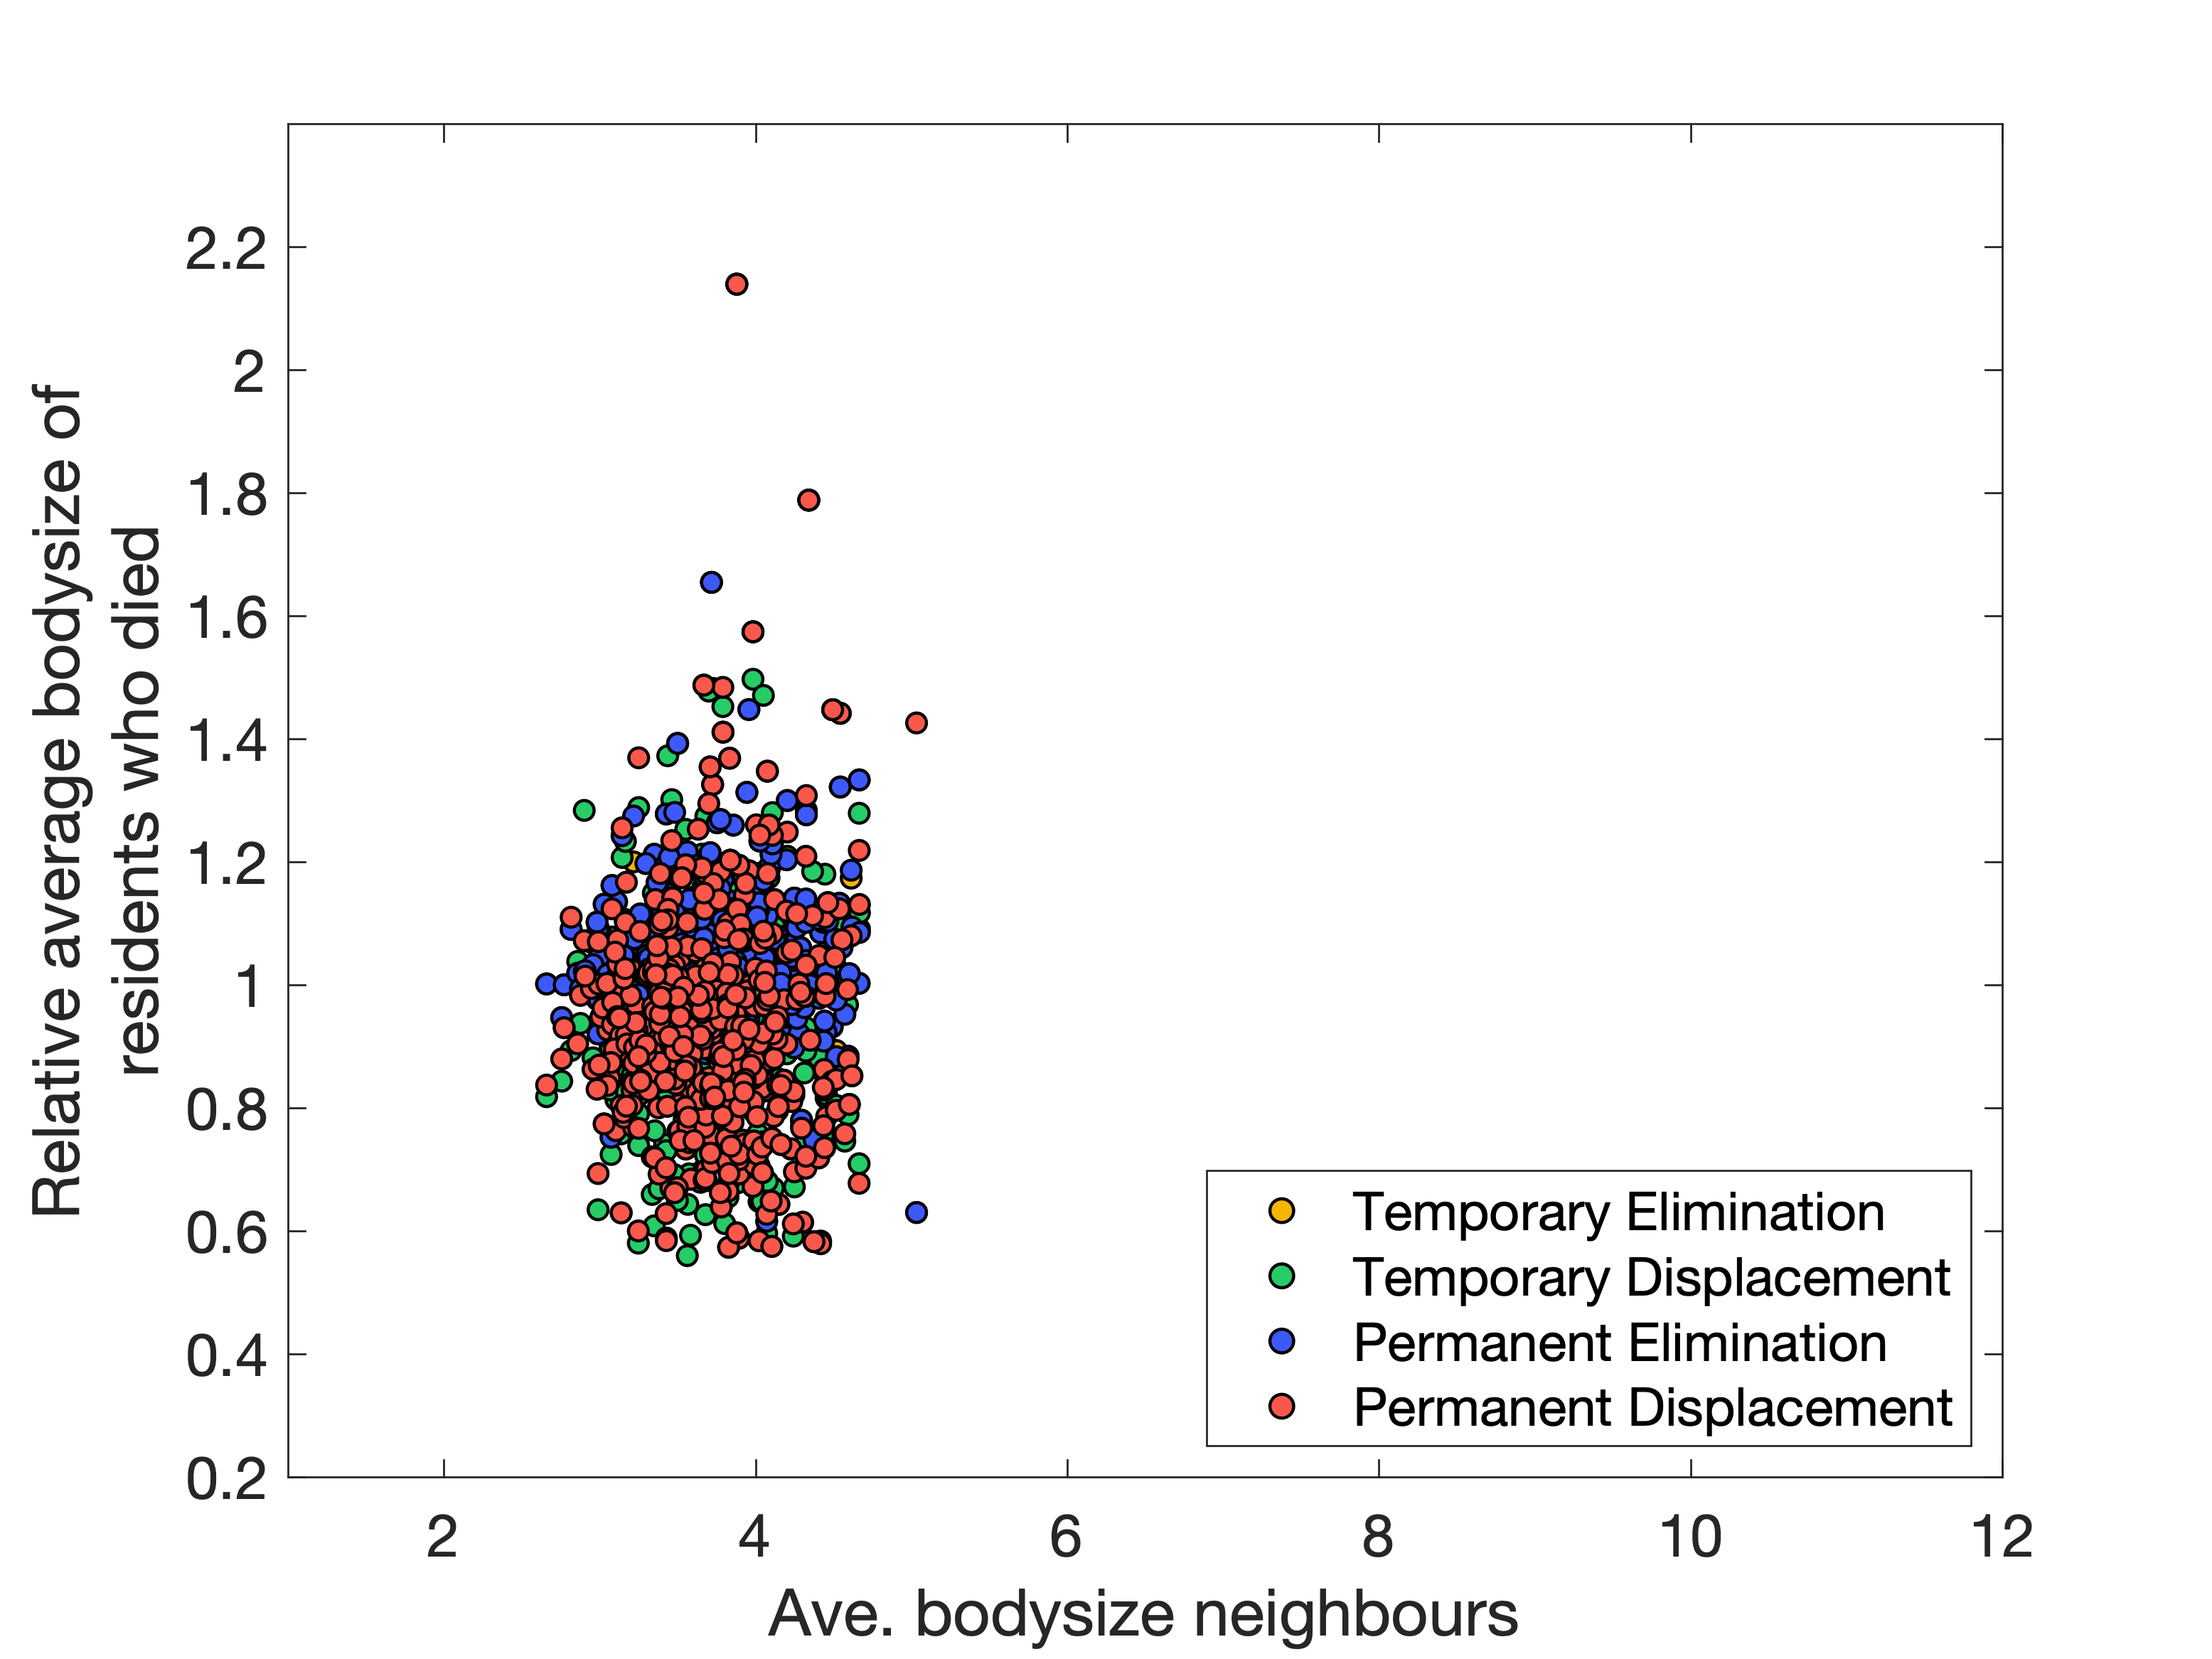 Relative average bodysize of
residents who died
2.2
2
1.8
1.6
1.4
1.2
1
0.8
0.6
0.4
0.2
2
4
6
8
10
12
Ave. bodysize neighbours
Temporary Elimination
Temporary Displacement
Permanent Elimination
Permanent Displacement